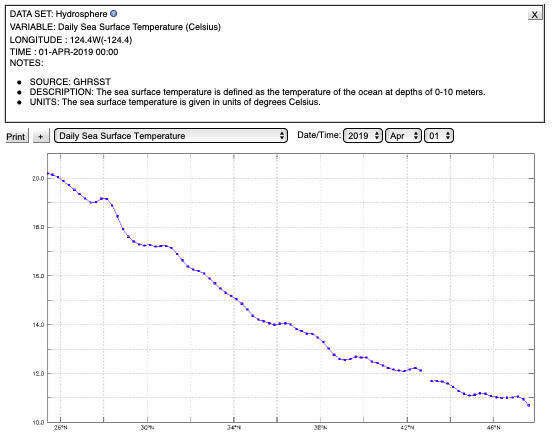 DATA SET: Hydrosphere ?
X
VARIABLE: Daily Sea Surface Temperature (Celsius)
LONGITUDE : 124.4W(-124.4)
TIME : 01-APR-2019 00:00
NOTES:
● SOURCE: GHRSST
● DESCRIPTION: The sea surface temperature is defined as the temperature of the ocean at depths of 0-10 meters.
● UNITS: The sea surface temperature is given in units of degrees Celsius.
Print + Daily Sea Surface Temperature Date/Time: 2019 Apr 01
20.0
18.0
16.0
14.0
12.0
10.0
26°N 30°N 34°N 38°N 42°N 46°N